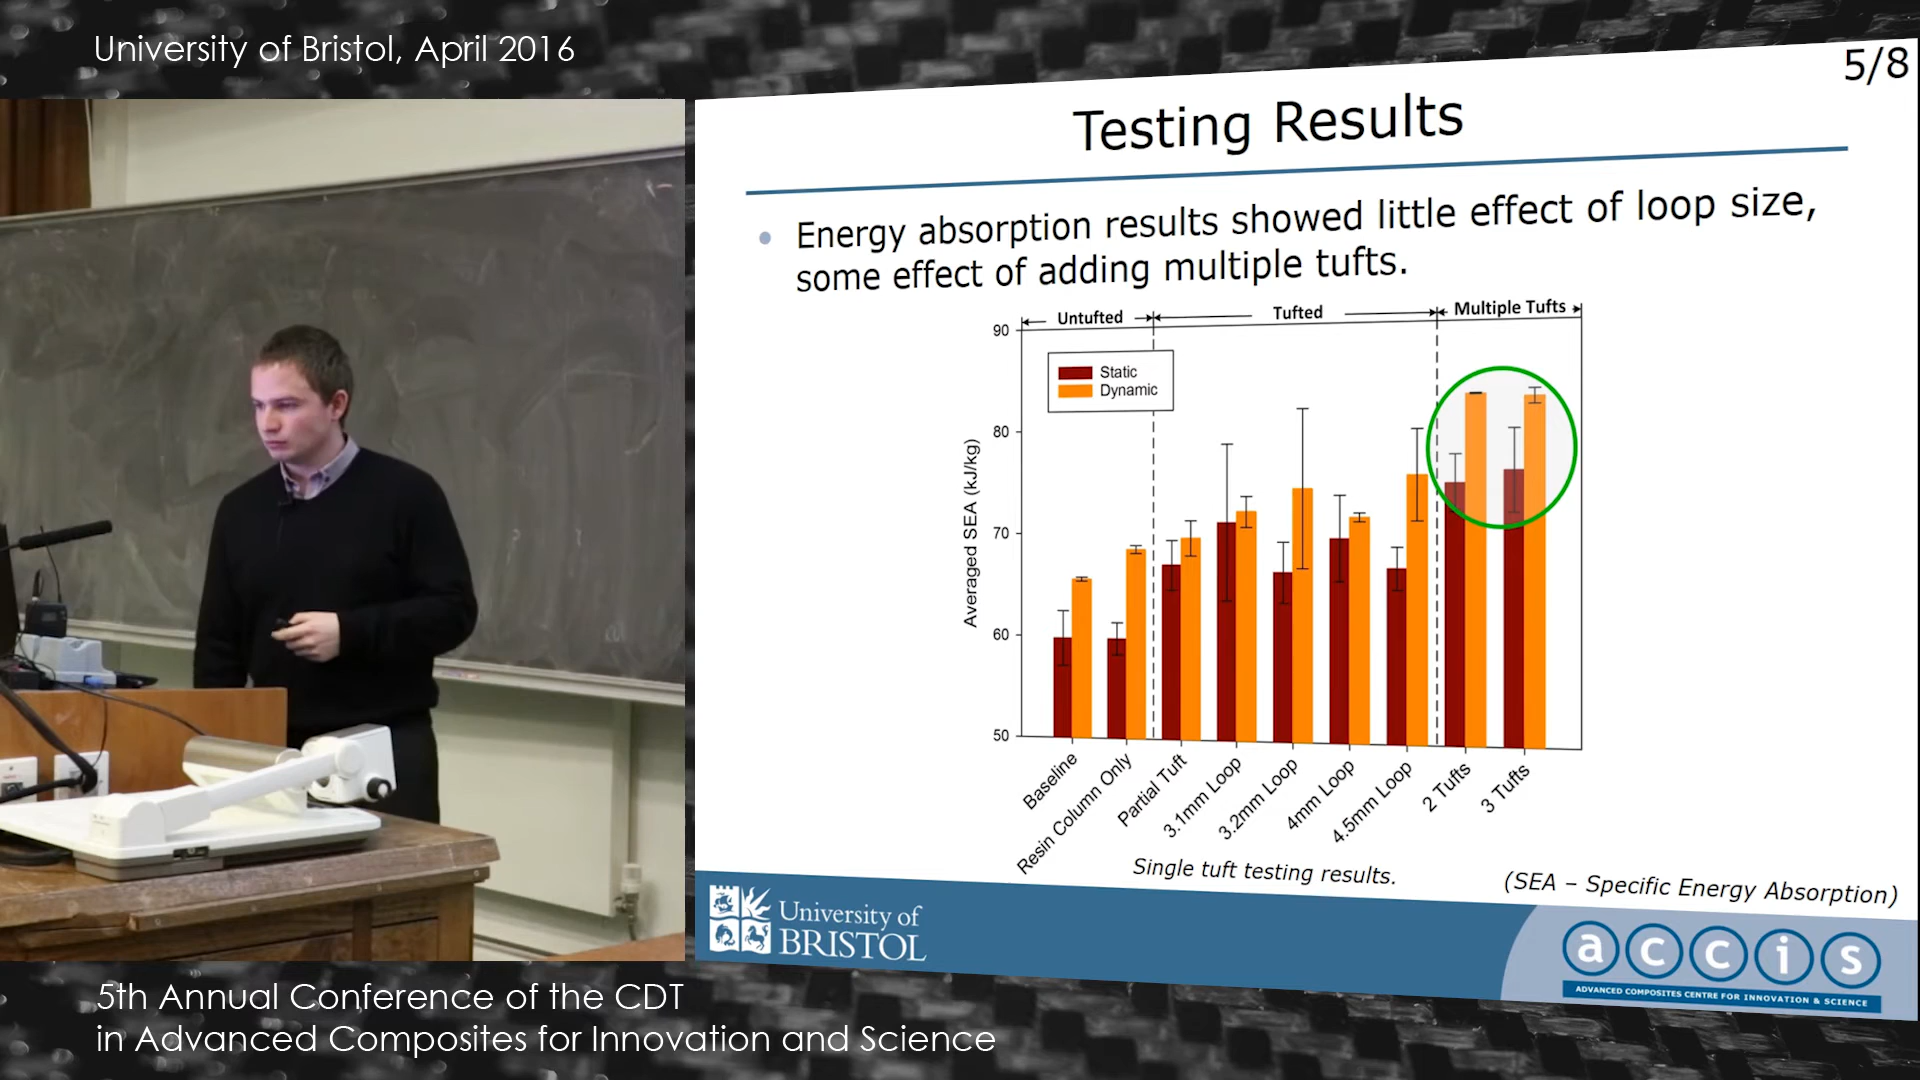 University of Bristol, April 2016
5/8
Testing Results
Energy absorption results showed little effect of loop size,
some effect of adding multiple tufts.
Untufted
Tufted
Multiple Tufts
Static
Dynamic
Averaged SEA (kJ/kg)
90
80
70
60
50
Baseline
Resin Column Only
Partial Tuft
3.1mm Loop
3.2mm Loop
4mm Loop
4.5mm Loop
2 Tufts
3 Tufts
Single tuft testing results.
(SEA – Specific Energy Absorption)
University of
BRISTOL
accis
ADVANCED COMPOSITES CENTRE FOR INNOVATION & SCIENCE
5th Annual Conference of the CDT
in Advanced Composites for Innovation and Science